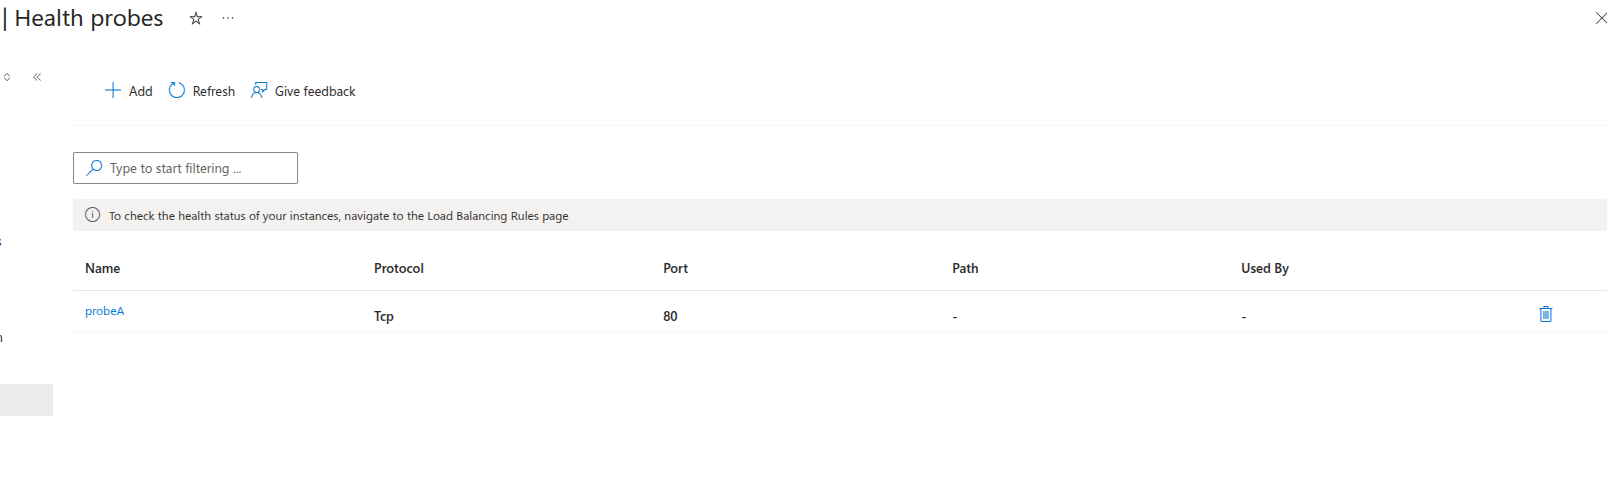 | Health probes
Add Refresh Give feedback
Type to start filtering ...
To check the health status of your instances, navigate to the Load Balancing Rules page
Name Protocol Port Path Used By
probeA Tcp 80 - -